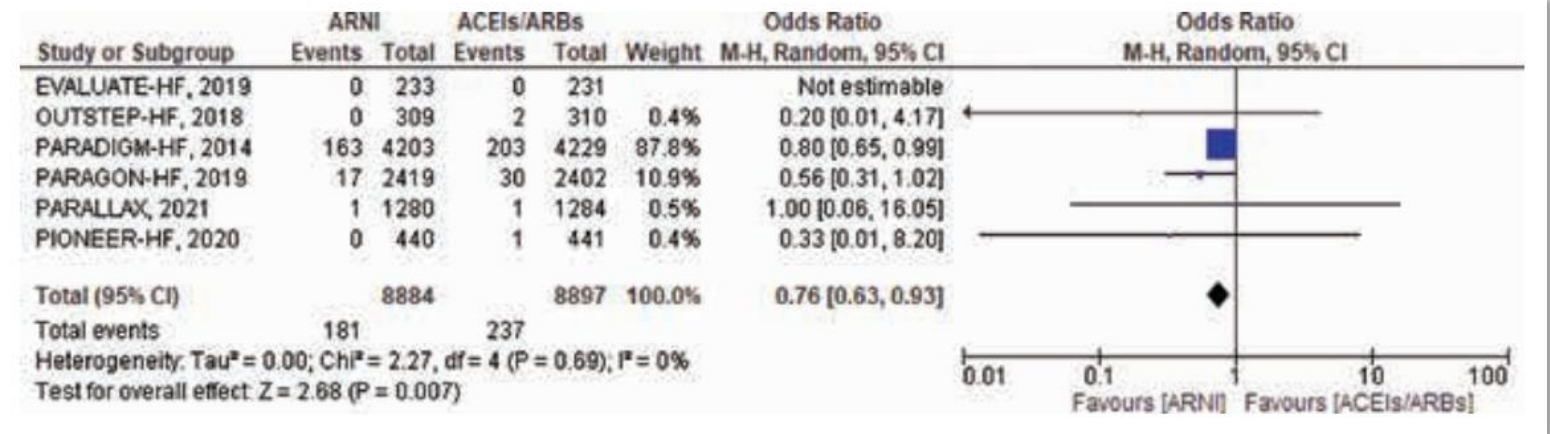 ARNI ACEIs/ARBs Odds Ratio Odds Ratio
Study or Subgroup Events Total Events Total Weight M-H, Random, 95% CI M-H, Random, 95% CI
EVALUATE-HF, 2019 0 233 0 231 Not estimable
OUTSTEP-HF, 2018 0 309 2 310 0.4% 0.20 [0.01, 4.17]
PARADIGM-HF, 2014 163 4203 203 4229 87.8% 0.80 [0.65, 0.99]
PARAGON-HF, 2019 17 2419 30 2402 10.9% 0.56 [0.31, 1.02]
PARALLAX, 2021 1 1280 1 1284 0.5% 1.00 [0.06, 16.05]
PIONEER-HF, 2020 0 440 1 441 0.4% 0.33 [0.01, 8.20]
Total (95% CI) 8884 8897 100.0% 0.76 [0.63, 0.93]
Total events 181 237
Heterogeneity: Tau² = 0.00; Chi² = 2.27, df = 4 (P = 0.69); I² = 0%
Test for overall effect: Z = 2.68 (P = 0.007)
0.01 0.1 1 10 100
Favours [ARNI] Favours [ACEIs/ARBs]